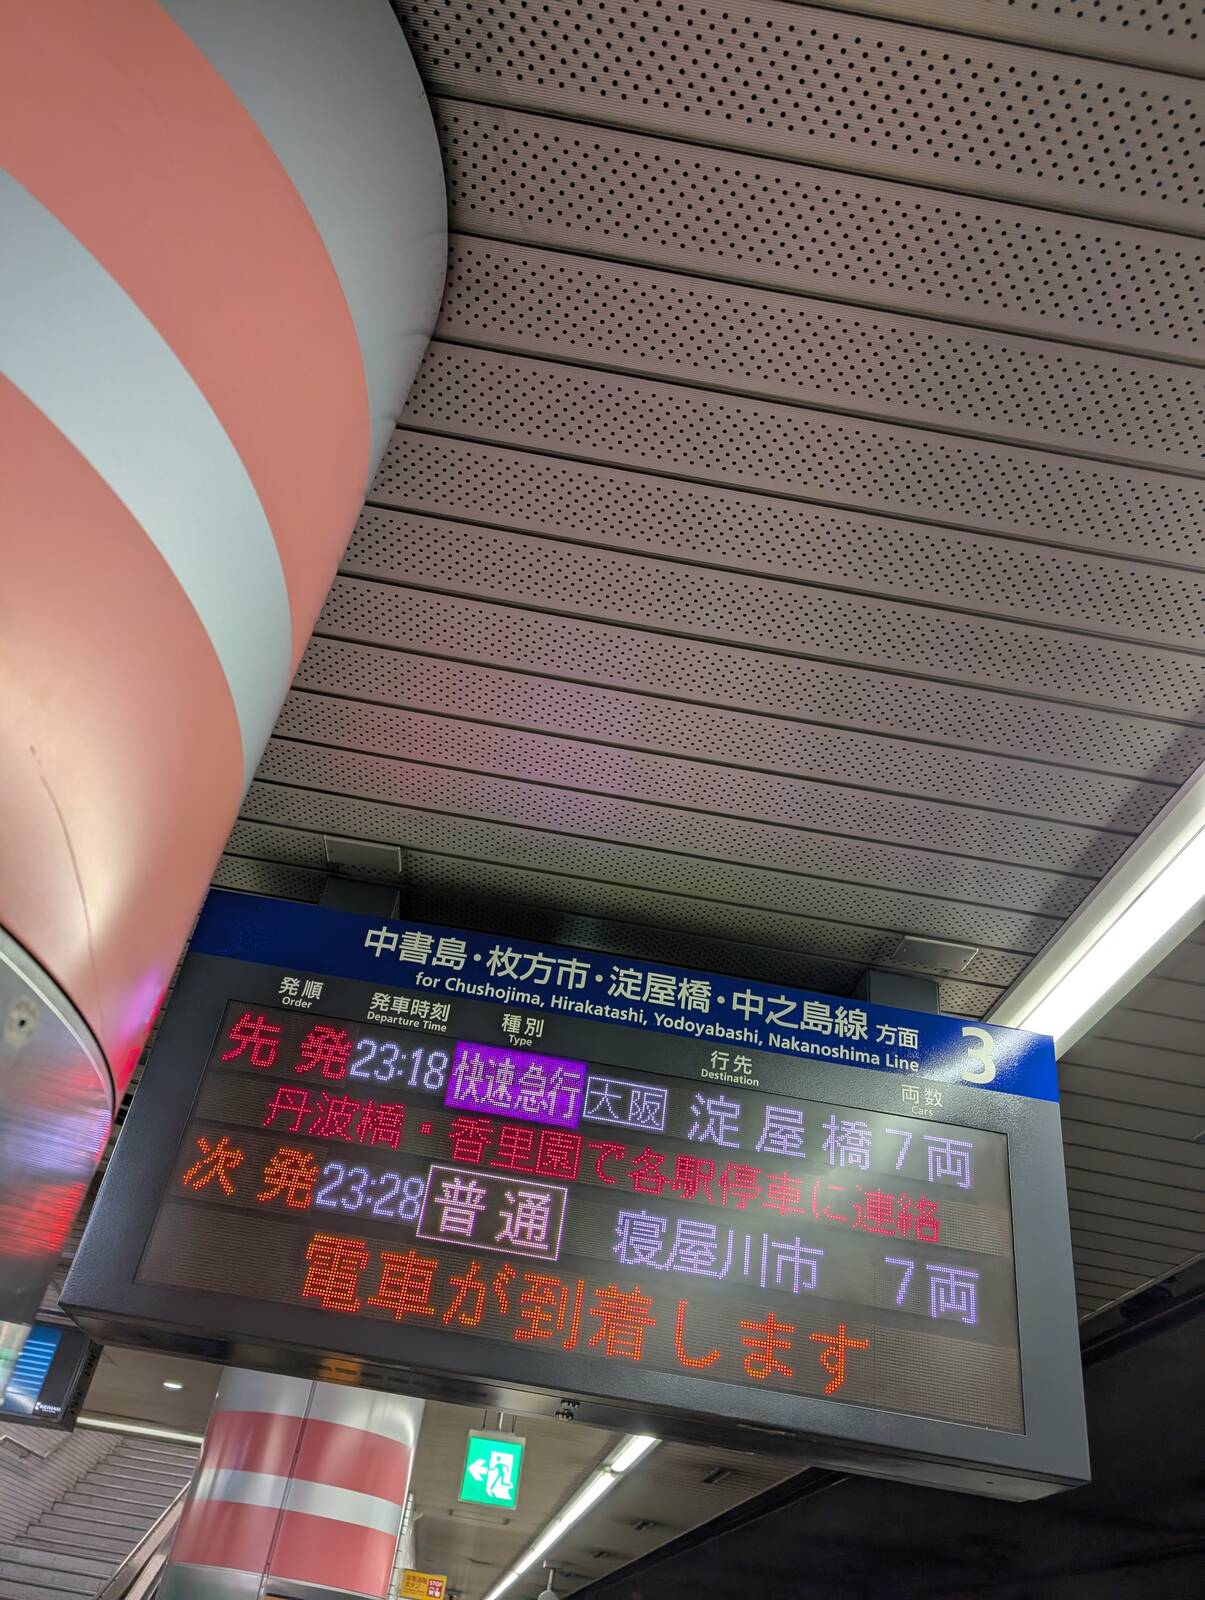 中書島・枚方市・淀屋橋・中之島線 方面 3
for Chushojima, Hirakatashi, Yodoyabashi, Nakanoshima Line
発順 発車時刻 種別 行先 両数
Order Departure Time Type Destination Cars
先発 23:18 快速急行 大阪 淀屋橋 7両
丹波橋・香里園で各駅停車に連絡
次発 23:28 普通 寝屋川市 7両
電車が到着します
KEIHAN
STOP